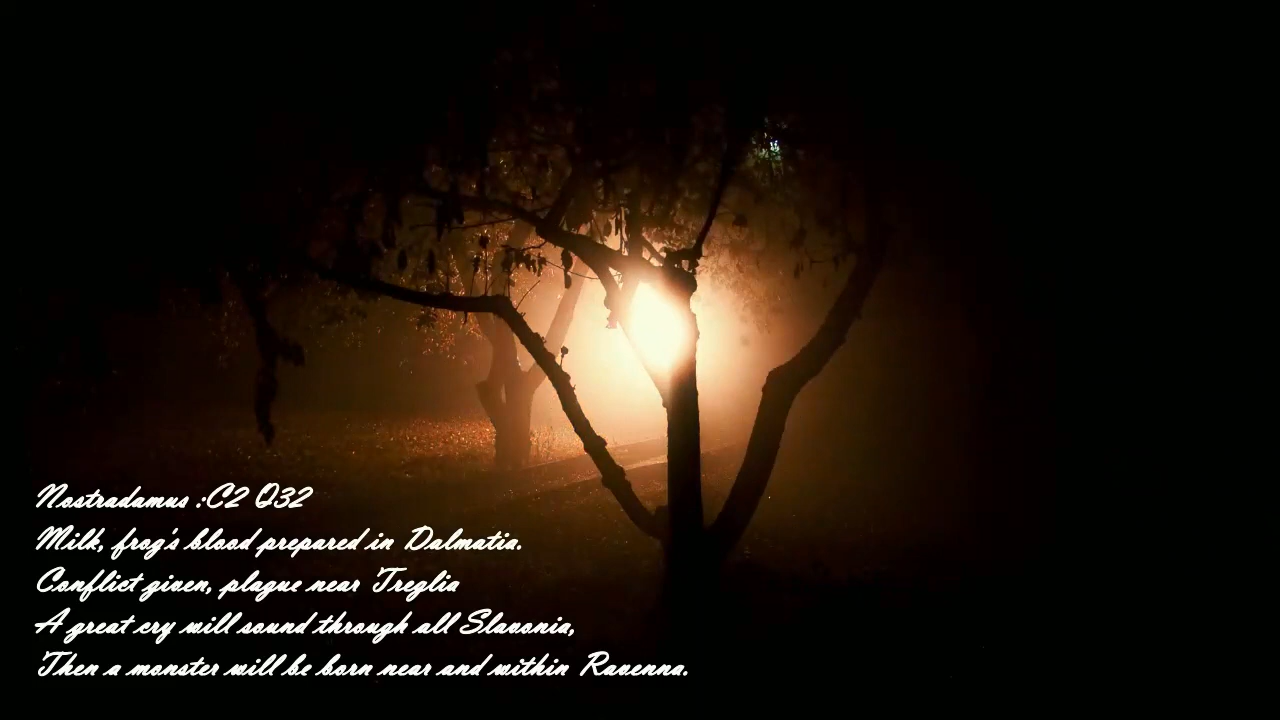 Nostradamus :C2 Q32
Milk, frog's blood prepared in Dalmatia.
Conflict given, plague near Treglia
A great cry will sound through all Slavonia,
Then a monster will be born near and within Ravenna.